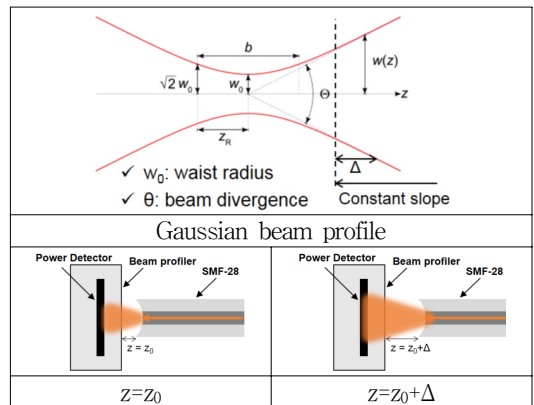 b
w(z)
√2 w₀
w₀
Θ
z
z_R
Δ
✓ w₀: waist radius
✓ θ: beam divergence
Constant slope
Gaussian beam profile
Power Detector
Beam profiler
SMF-28
z = z₀
Power Detector
Beam profiler
SMF-28
z = z₀+Δ
z=z₀
z=z₀+Δ